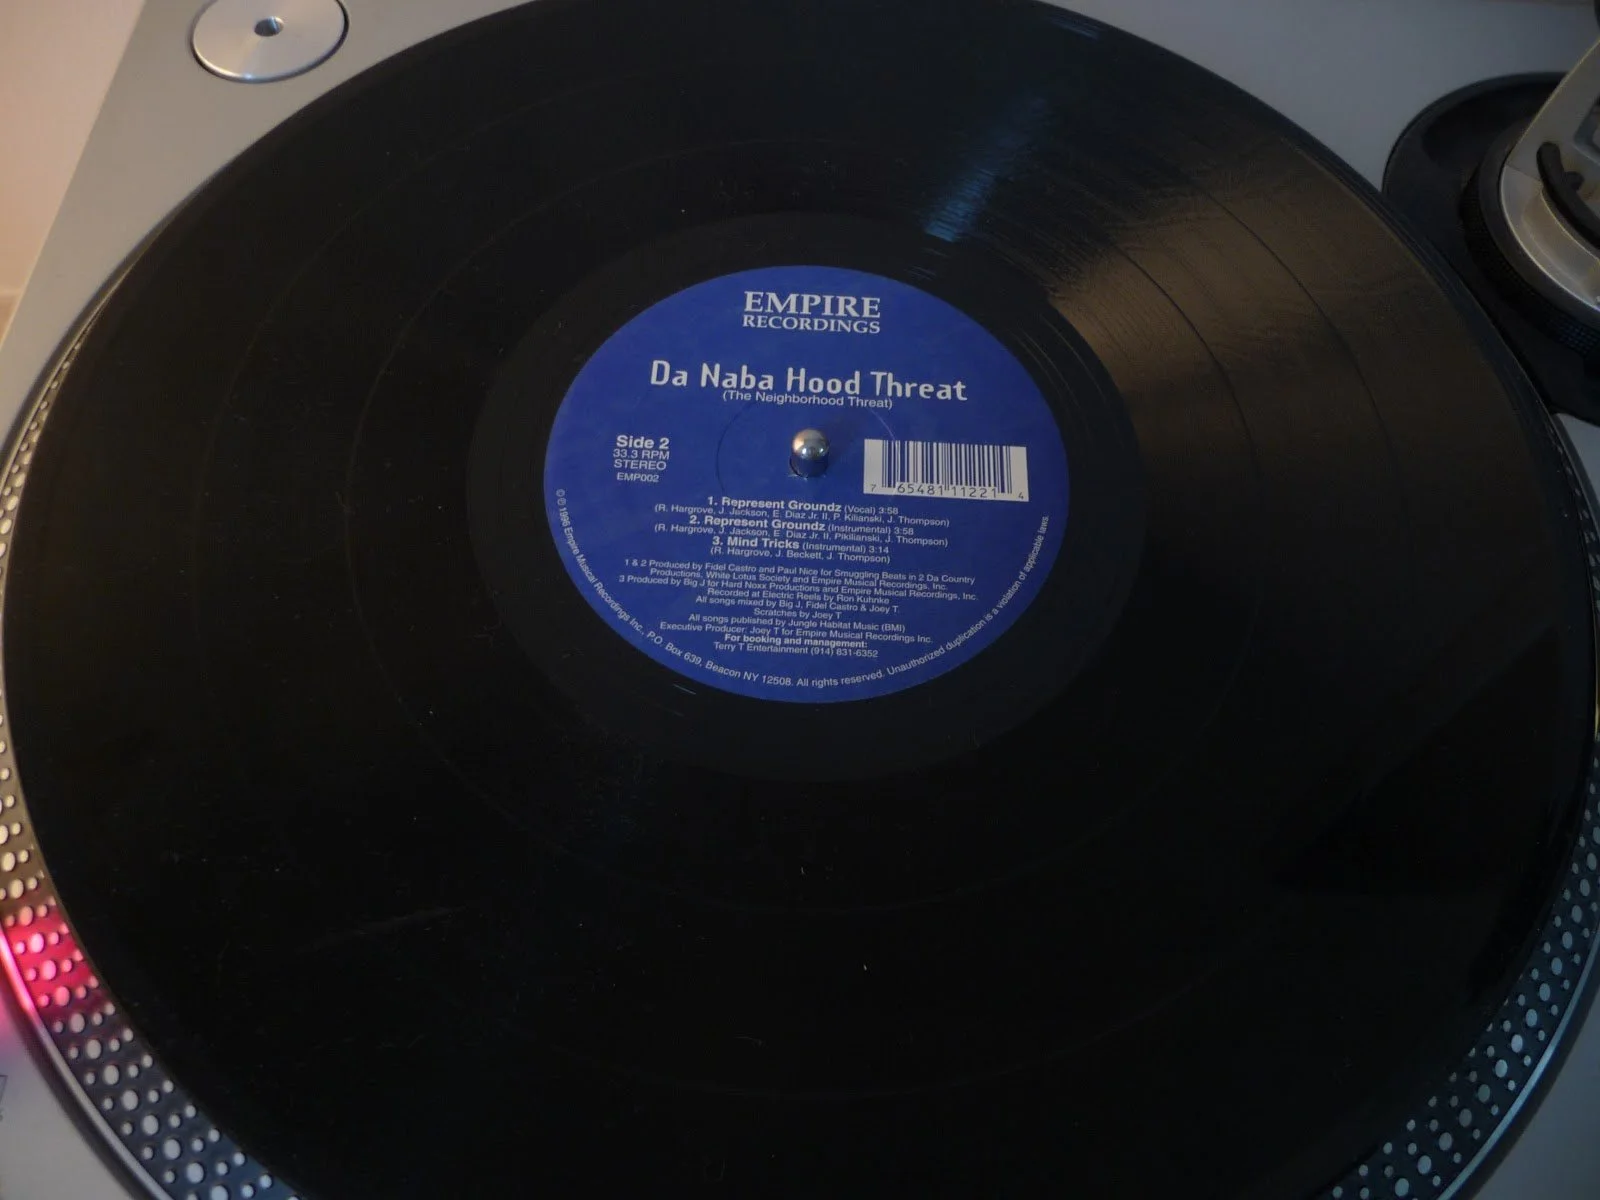 EMPIRE
RECORDINGS
Da Naba Hood Threat
(The Neighborhood Threat)
Side 2
33.3 RPM
STEREO
EMP002
7 65481 11221 4
1. Represent Groundz (Vocal) 3:58
(R. Hargrove, J. Jackson, E. Diaz Jr. II, P. Kilianski, J. Thompson)
2. Represent Groundz (Instrumental) 3:58
(R. Hargrove, J. Jackson, E. Diaz Jr. II. Pikilianski, J. Thompson)
3. Mind Tricks (Instrumental) 3:14
(R. Hargrove, J. Beckett, J. Thompson)
1 & 2 Produced by Fidel Castro and Paul Nice for Smuggling Beats in 2 Da Country
Productions, White Lotus Society and Empire Musical Recordings, Inc.
3 Produced by Big J for Hard Noxx Productions and Empire Musical Recordings, Inc.
Recorded at Electric Reels by Ron Kuhnke
All songs mixed by Big J, Fidel Castro & Joey T.
Scratches by Joey T
All songs published by Jungle Habitat Music (BMI)
Executive Producer: Joey T for Empire Musical Recordings Inc.
For booking and management:
Terry T Entertainment (914) 831-6352
© ℗ 1996 Empire Musical Recordings Inc., P.O. Box 639, Beacon NY 12508. All rights reserved. Unauthorized duplication is a violation of applicable laws.